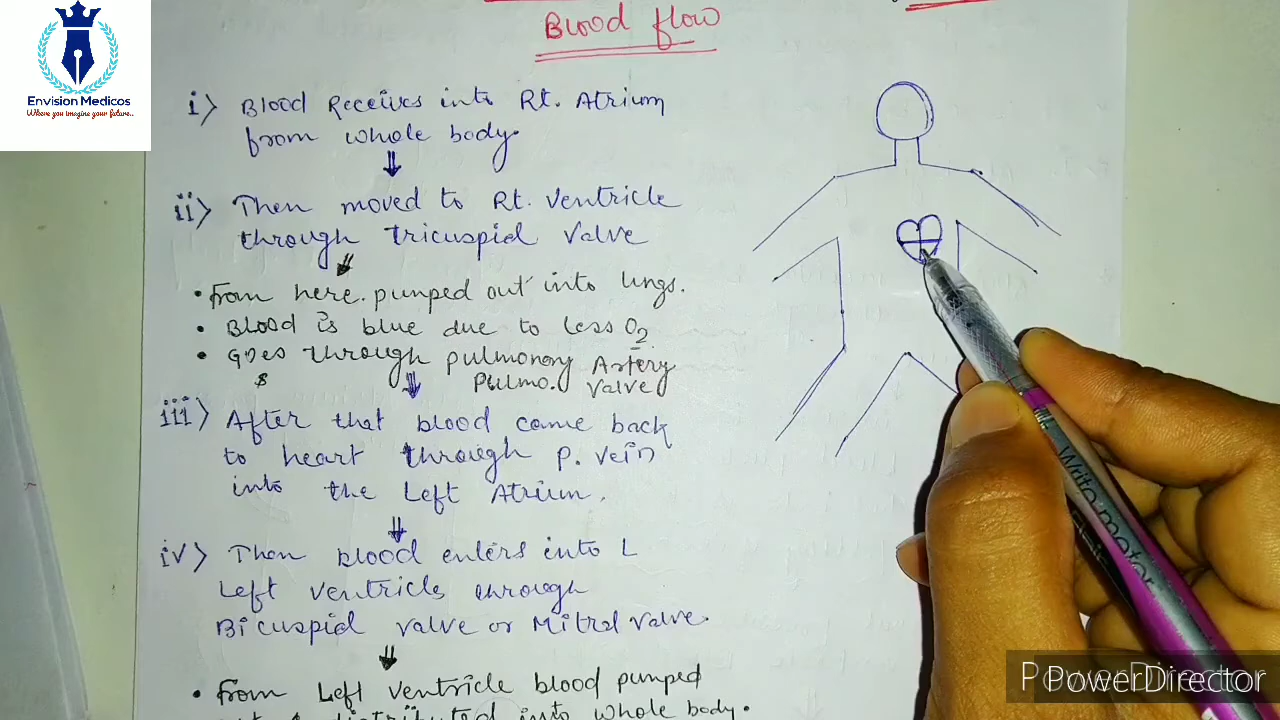 Envision Medicos
Where you imagine your future..
Blood flow
i> Blood Receives into Rt. Atrium
from whole body.
ii> Then moved to Rt. ventricle
through tricuspid valve
• From here. pumped out into lungs.
• Blood is blue due to less O2
• Goes through pulmonary Artery
Pulmo. valve
iii> After that blood came back
to heart through P. vein
into the Left Atrium.
iv> Then blood enters into L
Left ventricle through
Bicuspid valve or Mitral valve.
• From Left ventricle blood pumped
distributed into whole body.
Write-meter
PowerDirector
PowerDirector